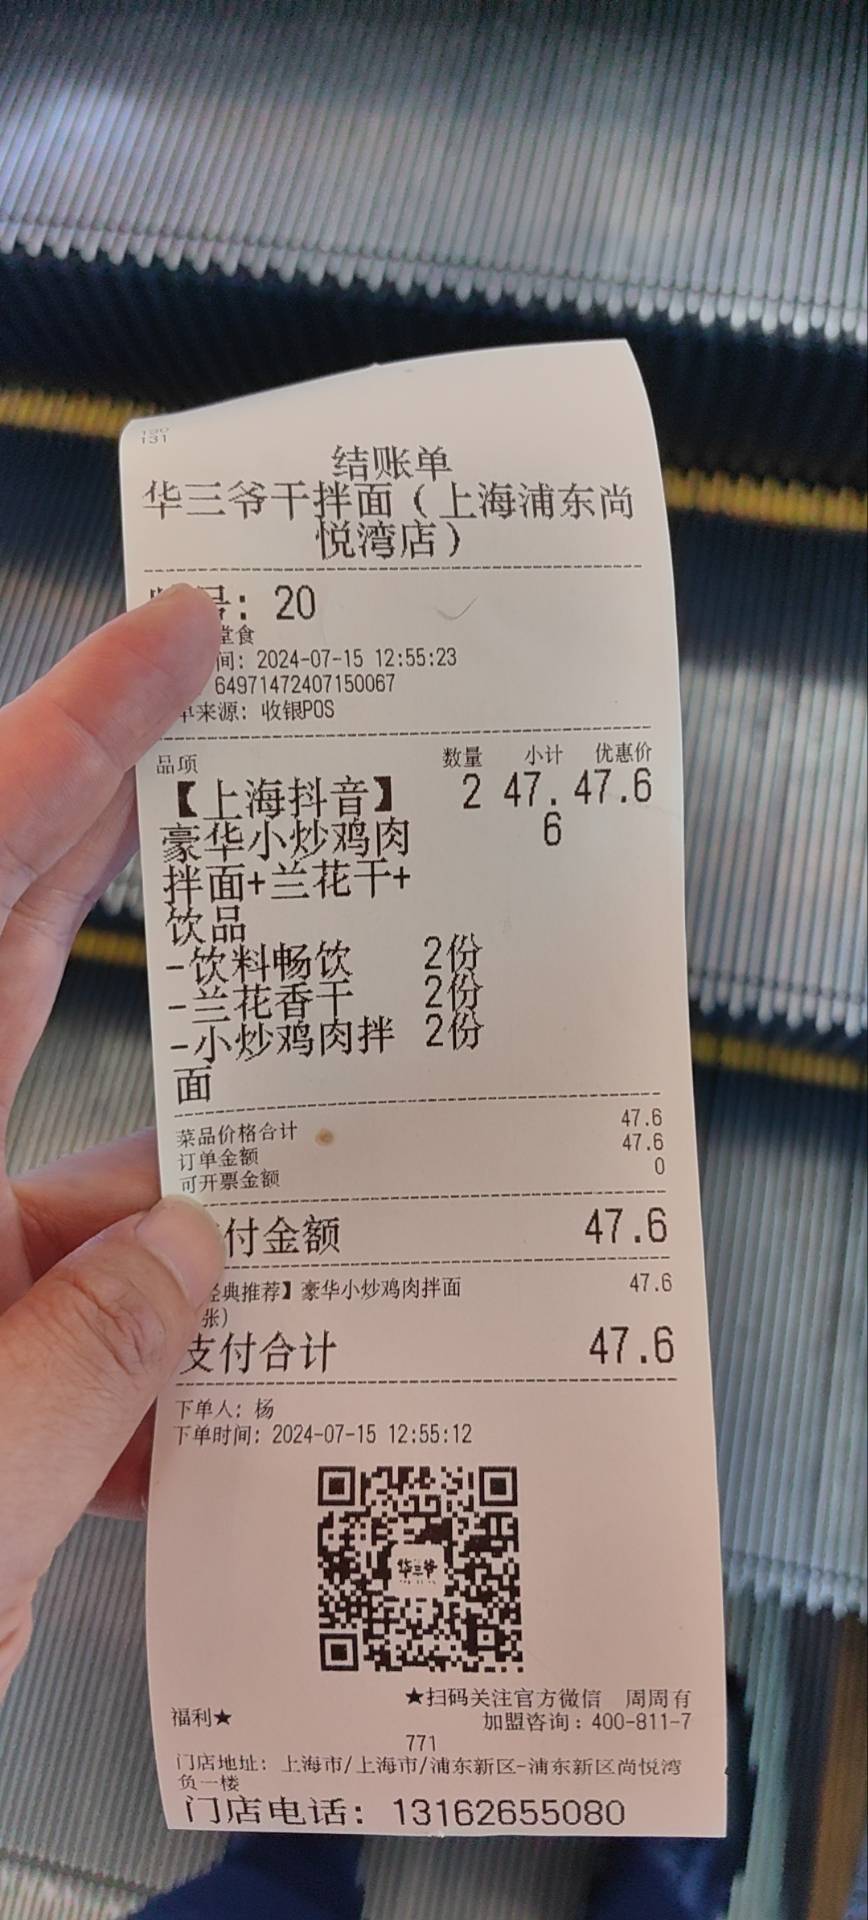 131
结账单
华三爷干拌面（上海浦东尚
悦湾店）
号: 20
堂食
间: 2024-07-15 12:55:23
64971472407150067
单来源: 收银POS
品项 数量 小计 优惠价
【上海抖音】 2 47. 47.6
豪华小炒鸡肉 6
拌面+兰花干+
饮品
-饮料畅饮 2份
-兰花香干 2份
-小炒鸡肉拌 2份
面
菜品价格合计 47.6
订单金额 47.6
可开票金额 0
付金额 47.6
经典推荐】豪华小炒鸡肉拌面 47.6
张)
支付合计 47.6
下单人: 杨
下单时间: 2024-07-15 12:55:12
华三爷
★扫码关注官方微信 周周有
福利★ 加盟咨询：400-811-7
771
门店地址: 上海市/上海市/浦东新区-浦东新区尚悦湾
负一楼
门店电话: 13162655080